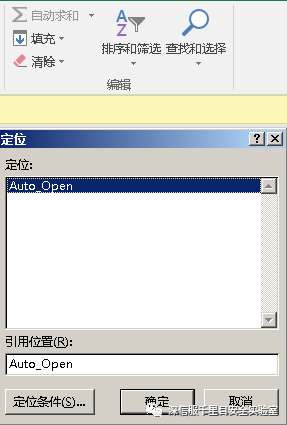 Σ 自动求和
填充
清除
排序和筛选
查找和选择
编辑
定位
定位:
Auto_Open
引用位置(R):
Auto_Open
定位条件(S)...
确定
取消
深信服千里目安全实验室